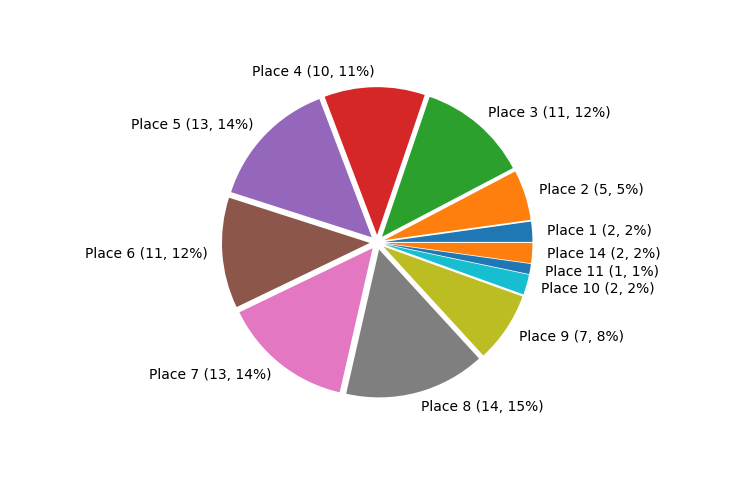 Place 4 (10, 11%)
Place 3 (11, 12%)
Place 5 (13, 14%)
Place 2 (5, 5%)
Place 1 (2, 2%)
Place 6 (11, 12%)
Place 14 (2, 2%)
Place 11 (1, 1%)
Place 10 (2, 2%)
Place 9 (7, 8%)
Place 7 (13, 14%)
Place 8 (14, 15%)